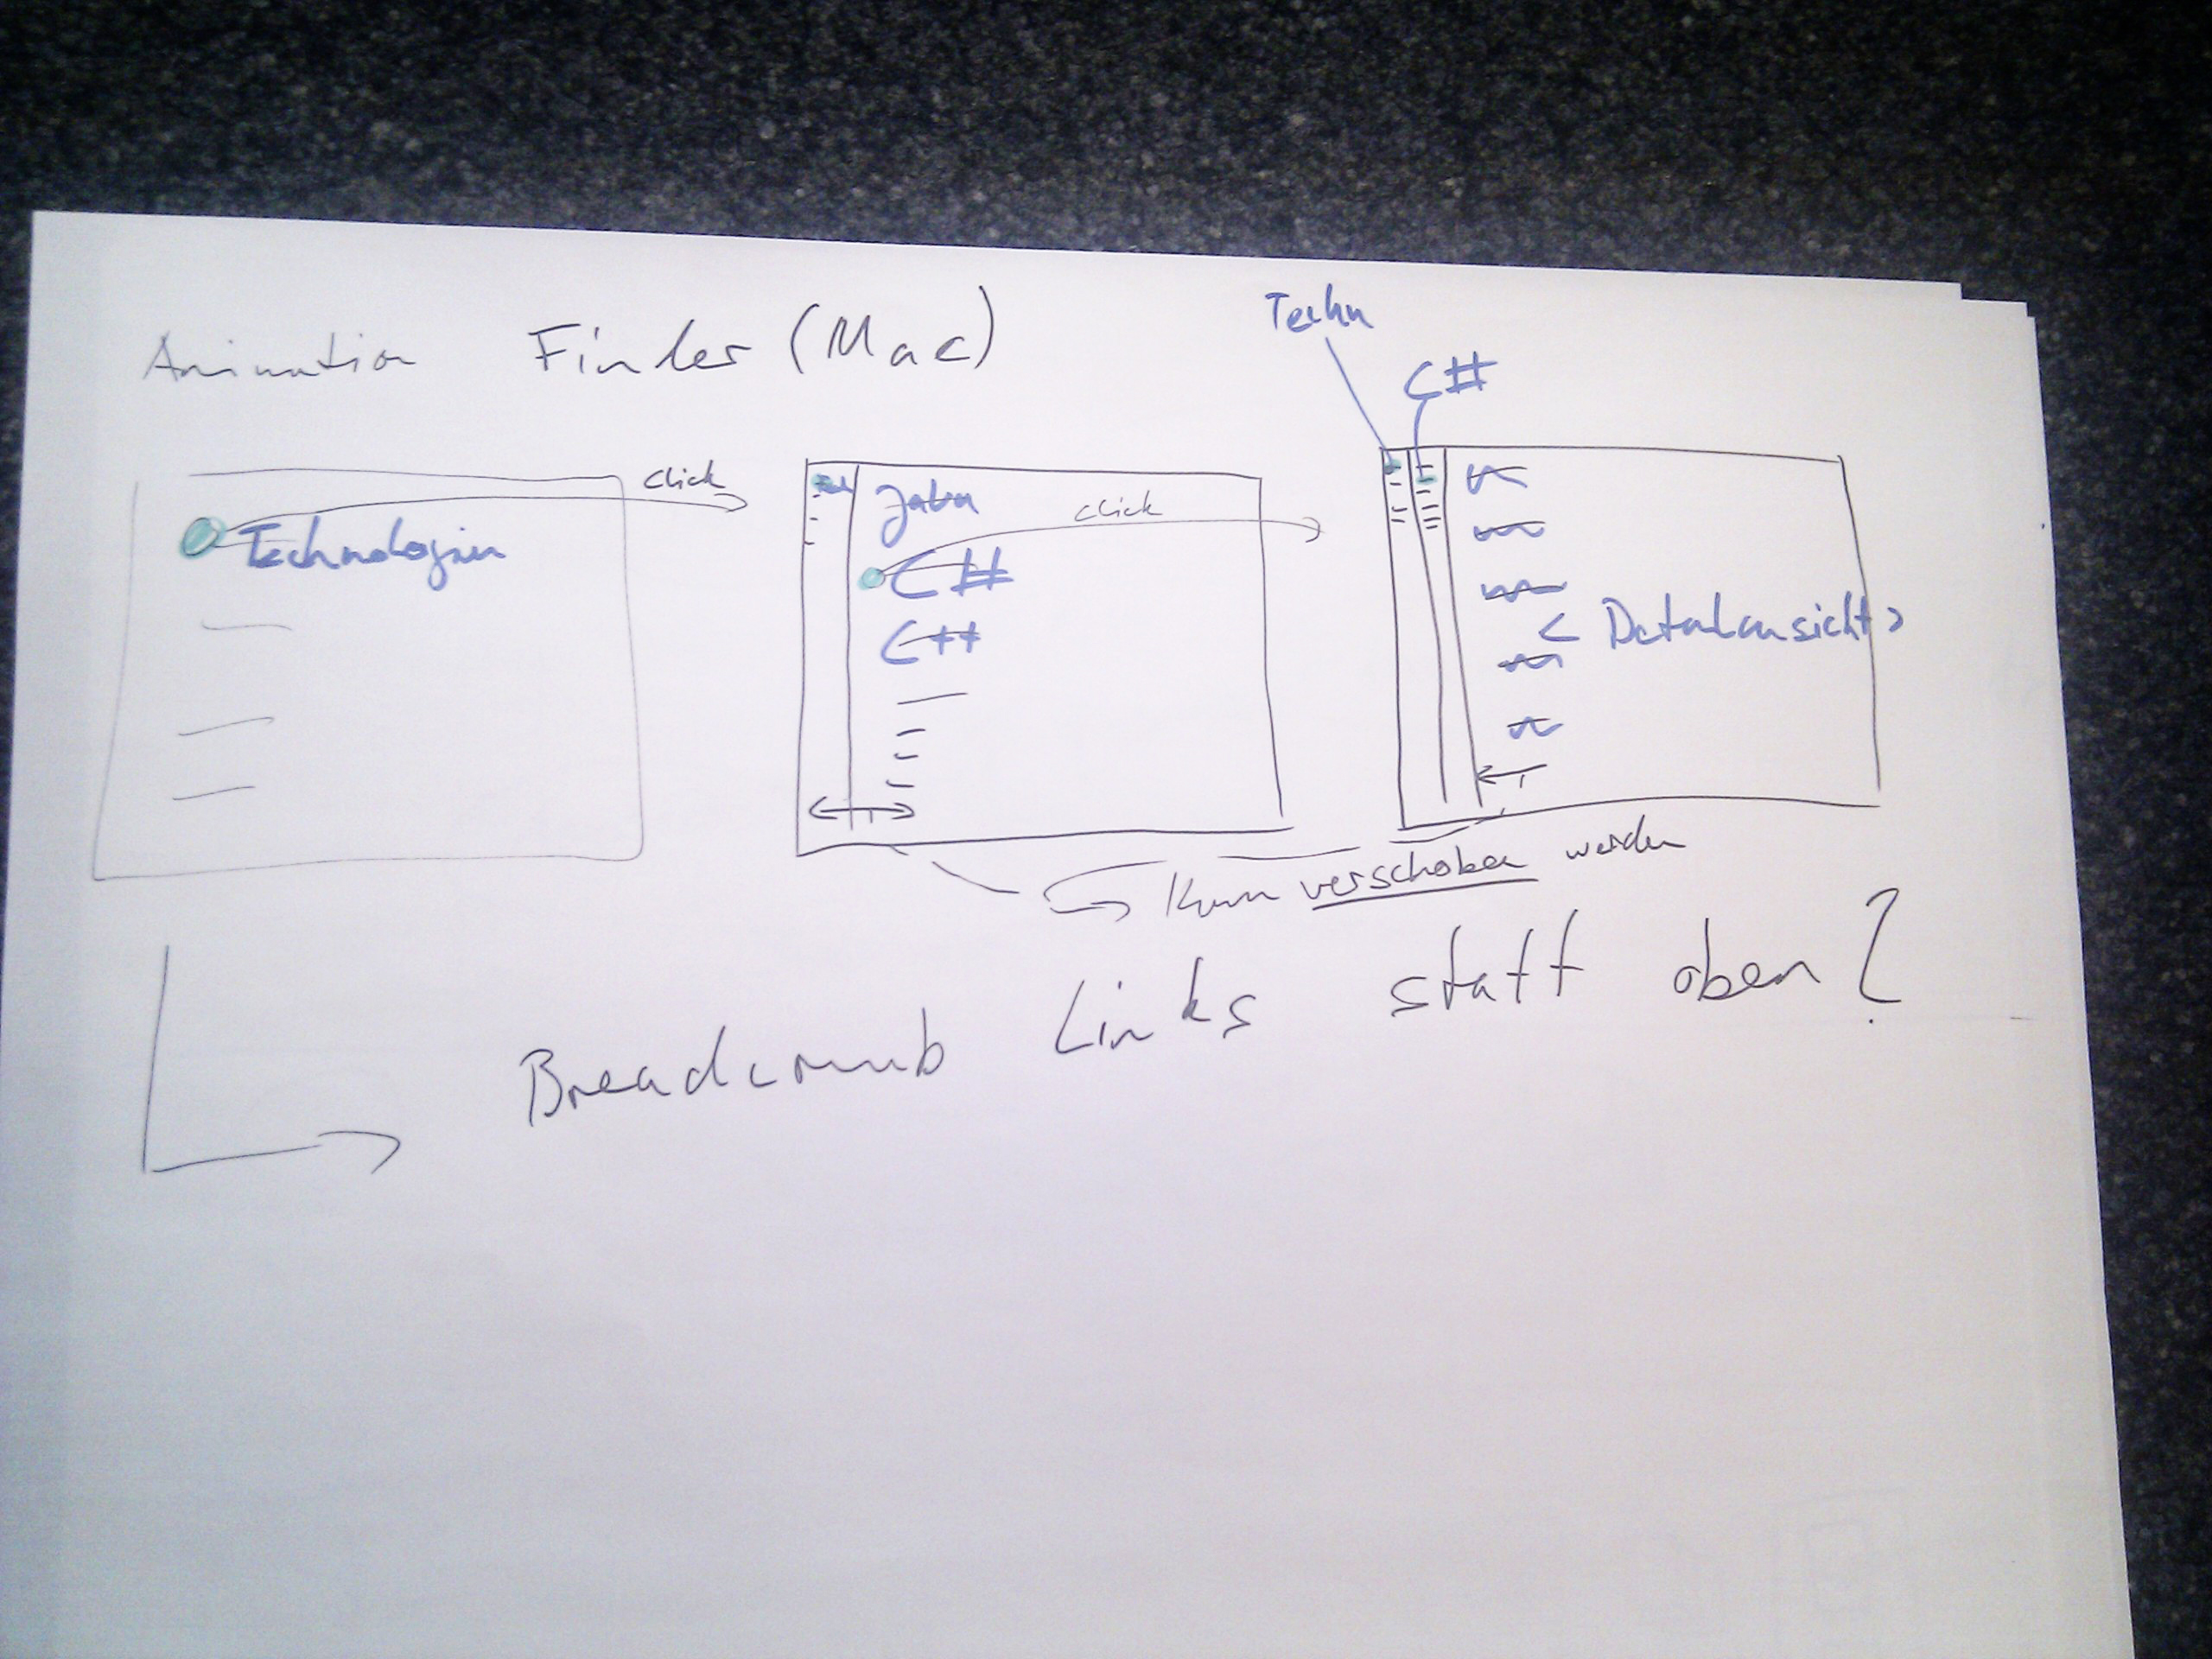 Animation Finder (Mac)
Techn
C#
click
Technologien
Java
click
C#
C++
< Detailansicht >
Kann verschoben werden
Breadcrumb Links statt oben?